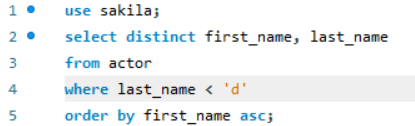 1 use sakila;
2 select distinct first_name, last_name
3 from actor
4 where last_name < 'd'
5 order by first_name asc;